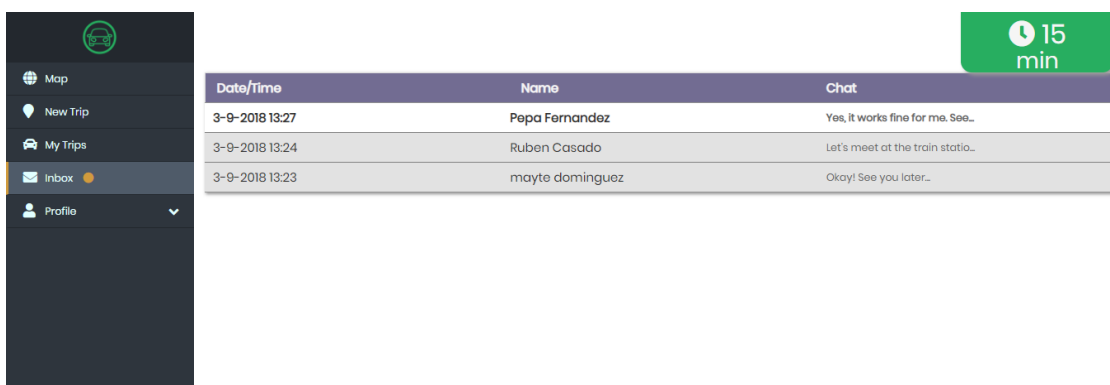 15
min
Map
New Trip
My Trips
Inbox
Profile
Date/Time Name Chat
3-9-2018 13:27 Pepa Fernandez Yes, it works fine for me. See...
3-9-2018 13:24 Ruben Casado Let's meet at the train statio...
3-9-2018 13:23 mayte dominguez Okay! See you later...